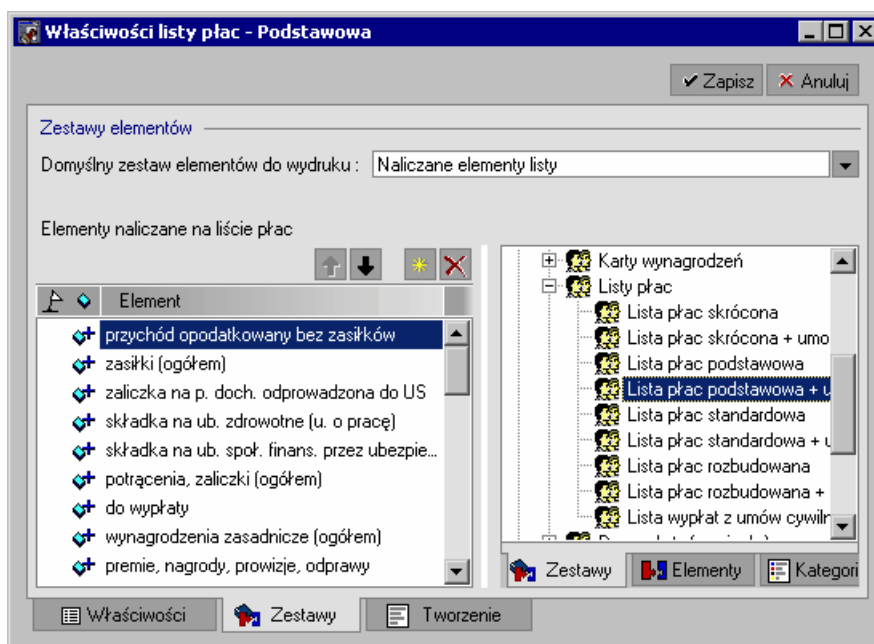 Właściwości listy płac - Podstawowa
Zapisz Anuluj
Zestawy elementów
Domyślny zestaw elementów do wydruku : Naliczane elementy listy
Elementy naliczane na liście płac
Element
przychód opodatkowany bez zasiłków
zasiłki (ogółem)
zaliczka na p. doch. odprowadzona do US
składka na ub. zdrowotne (u. o pracę)
składka na ub. społ. finans. przez ubezpie...
potrącenia, zaliczki (ogółem)
do wypłaty
wynagrodzenia zasadnicze (ogółem)
premie, nagrody, prowizje, odprawy
Karty wynagrodzeń
Listy płac
Lista płac skrócona
Lista płac skrócona + umo
Lista płac podstawowa
Lista płac podstawowa + u
Lista płac standardowa
Lista płac standardowa + u
Lista płac rozbudowana
Lista płac rozbudowana +
Lista wypłat z umów cywiln
Zestawy Elementy Kategori
Właściwości Zestawy Tworzenie